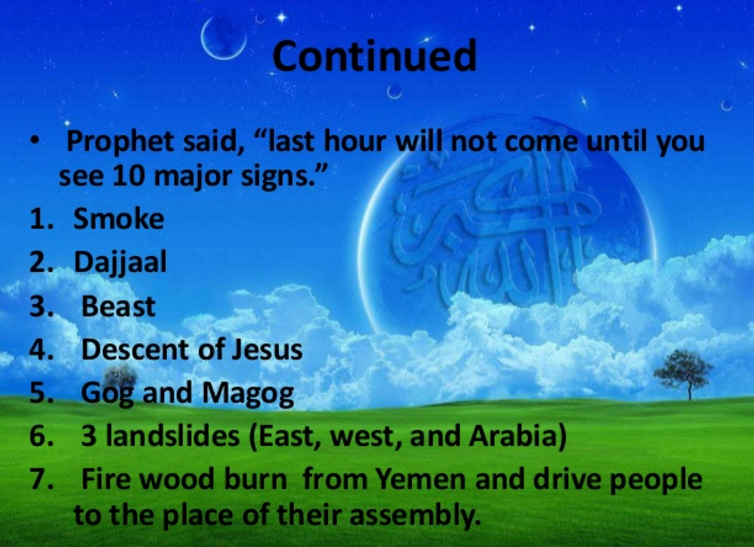 Continued
• Prophet said, “last hour will not come until you
see 10 major signs.”
1. Smoke
2. Dajjaal
3. Beast
4. Descent of Jesus
5. Gog and Magog
6. 3 landslides (East, west, and Arabia)
7. Fire wood burn from Yemen and drive people
to the place of their assembly.
الله أكبر